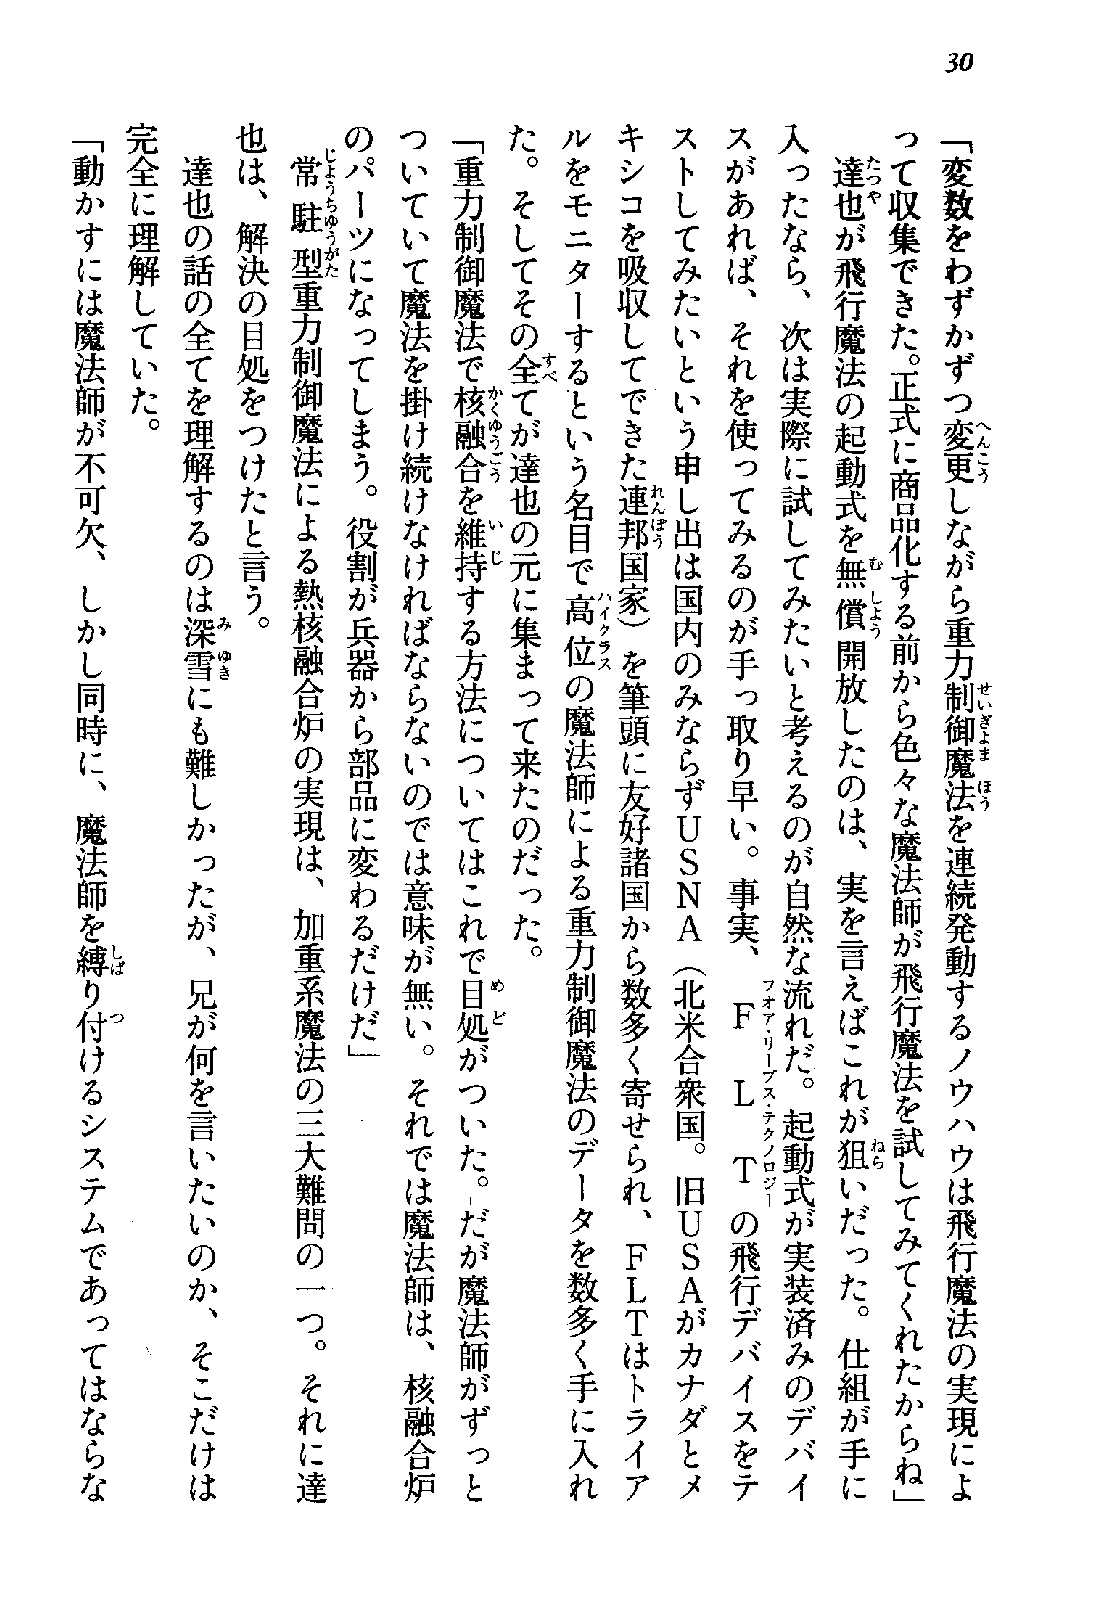 30
「変数をわずかずつ変更しながら重力制御魔法を連続発動するノウハウは飛行魔法の実現によ
って収集できた。正式に商品化する前から色々な魔法師が飛行魔法を試してみてくれたからね」
　達也が飛行魔法の起動式を無償開放したのは、実を言えばこれが狙いだった。仕組が手に
入ったなら、次は実際に試してみたいと考えるのが自然な流れだ。起動式が実装済みのデバイ
スがあれば、それを使ってみるのが手っ取り早い。事実、ＦＬＴの飛行デバイスをテ
ストしてみたいという申し出は国内のみならずＵＳＮＡ（北米合衆国。旧ＵＳＡがカナダとメ
キシコを吸収してできた連邦国家）を筆頭に友好諸国から数多く寄せられ、ＦＬＴはトライア
ルをモニターするという名目で高位の魔法師による重力制御魔法のデータを数多く手に入れ
た。そしてその全てが達也の元に集まって来たのだった。
「重力制御魔法で核融合を維持する方法についてはこれで目処がついた。だが魔法師がずっと
ついていて魔法を掛け続けなければならないのでは意味が無い。それでは魔法師は、核融合炉
のパーツになってしまう。役割が兵器から部品に変わるだけだ」
　常駐型重力制御魔法による熱核融合炉の実現は、加重系魔法の三大難問の一つ。それに達
也は、解決の目処をつけたと言う。
　達也の話の全てを理解するのは深雪にも難しかったが、兄が何を言いたいのか、そこだけは
完全に理解していた。
「動かすには魔法師が不可欠、しかし同時に、魔法師を縛り付けるシステムであってはならな